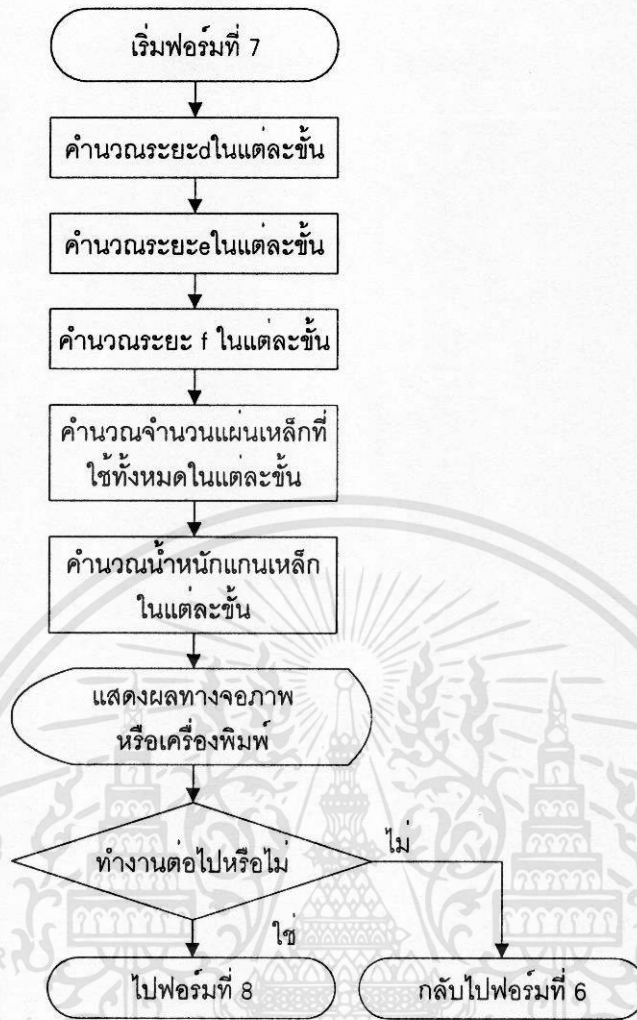 เริ่มฟอร์มที่ 7
คำนวณระยะdในแต่ละขั้น
คำนวณระยะeในแต่ละขั้น
คำนวณระยะ f ในแต่ละขั้น
คำนวณจำนวนแผ่นเหล็กที่
ใช้ทั้งหมดในแต่ละขั้น
คำนวณน้ำหนักแกนเหล็ก
ในแต่ละขั้น
แสดงผลทางจอภาพ
หรือเครื่องพิมพ์
ทำงานต่อไปหรือไม่
ไม่
ใช่
ไปฟอร์มที่ 8
กลับไปฟอร์มที่ 6